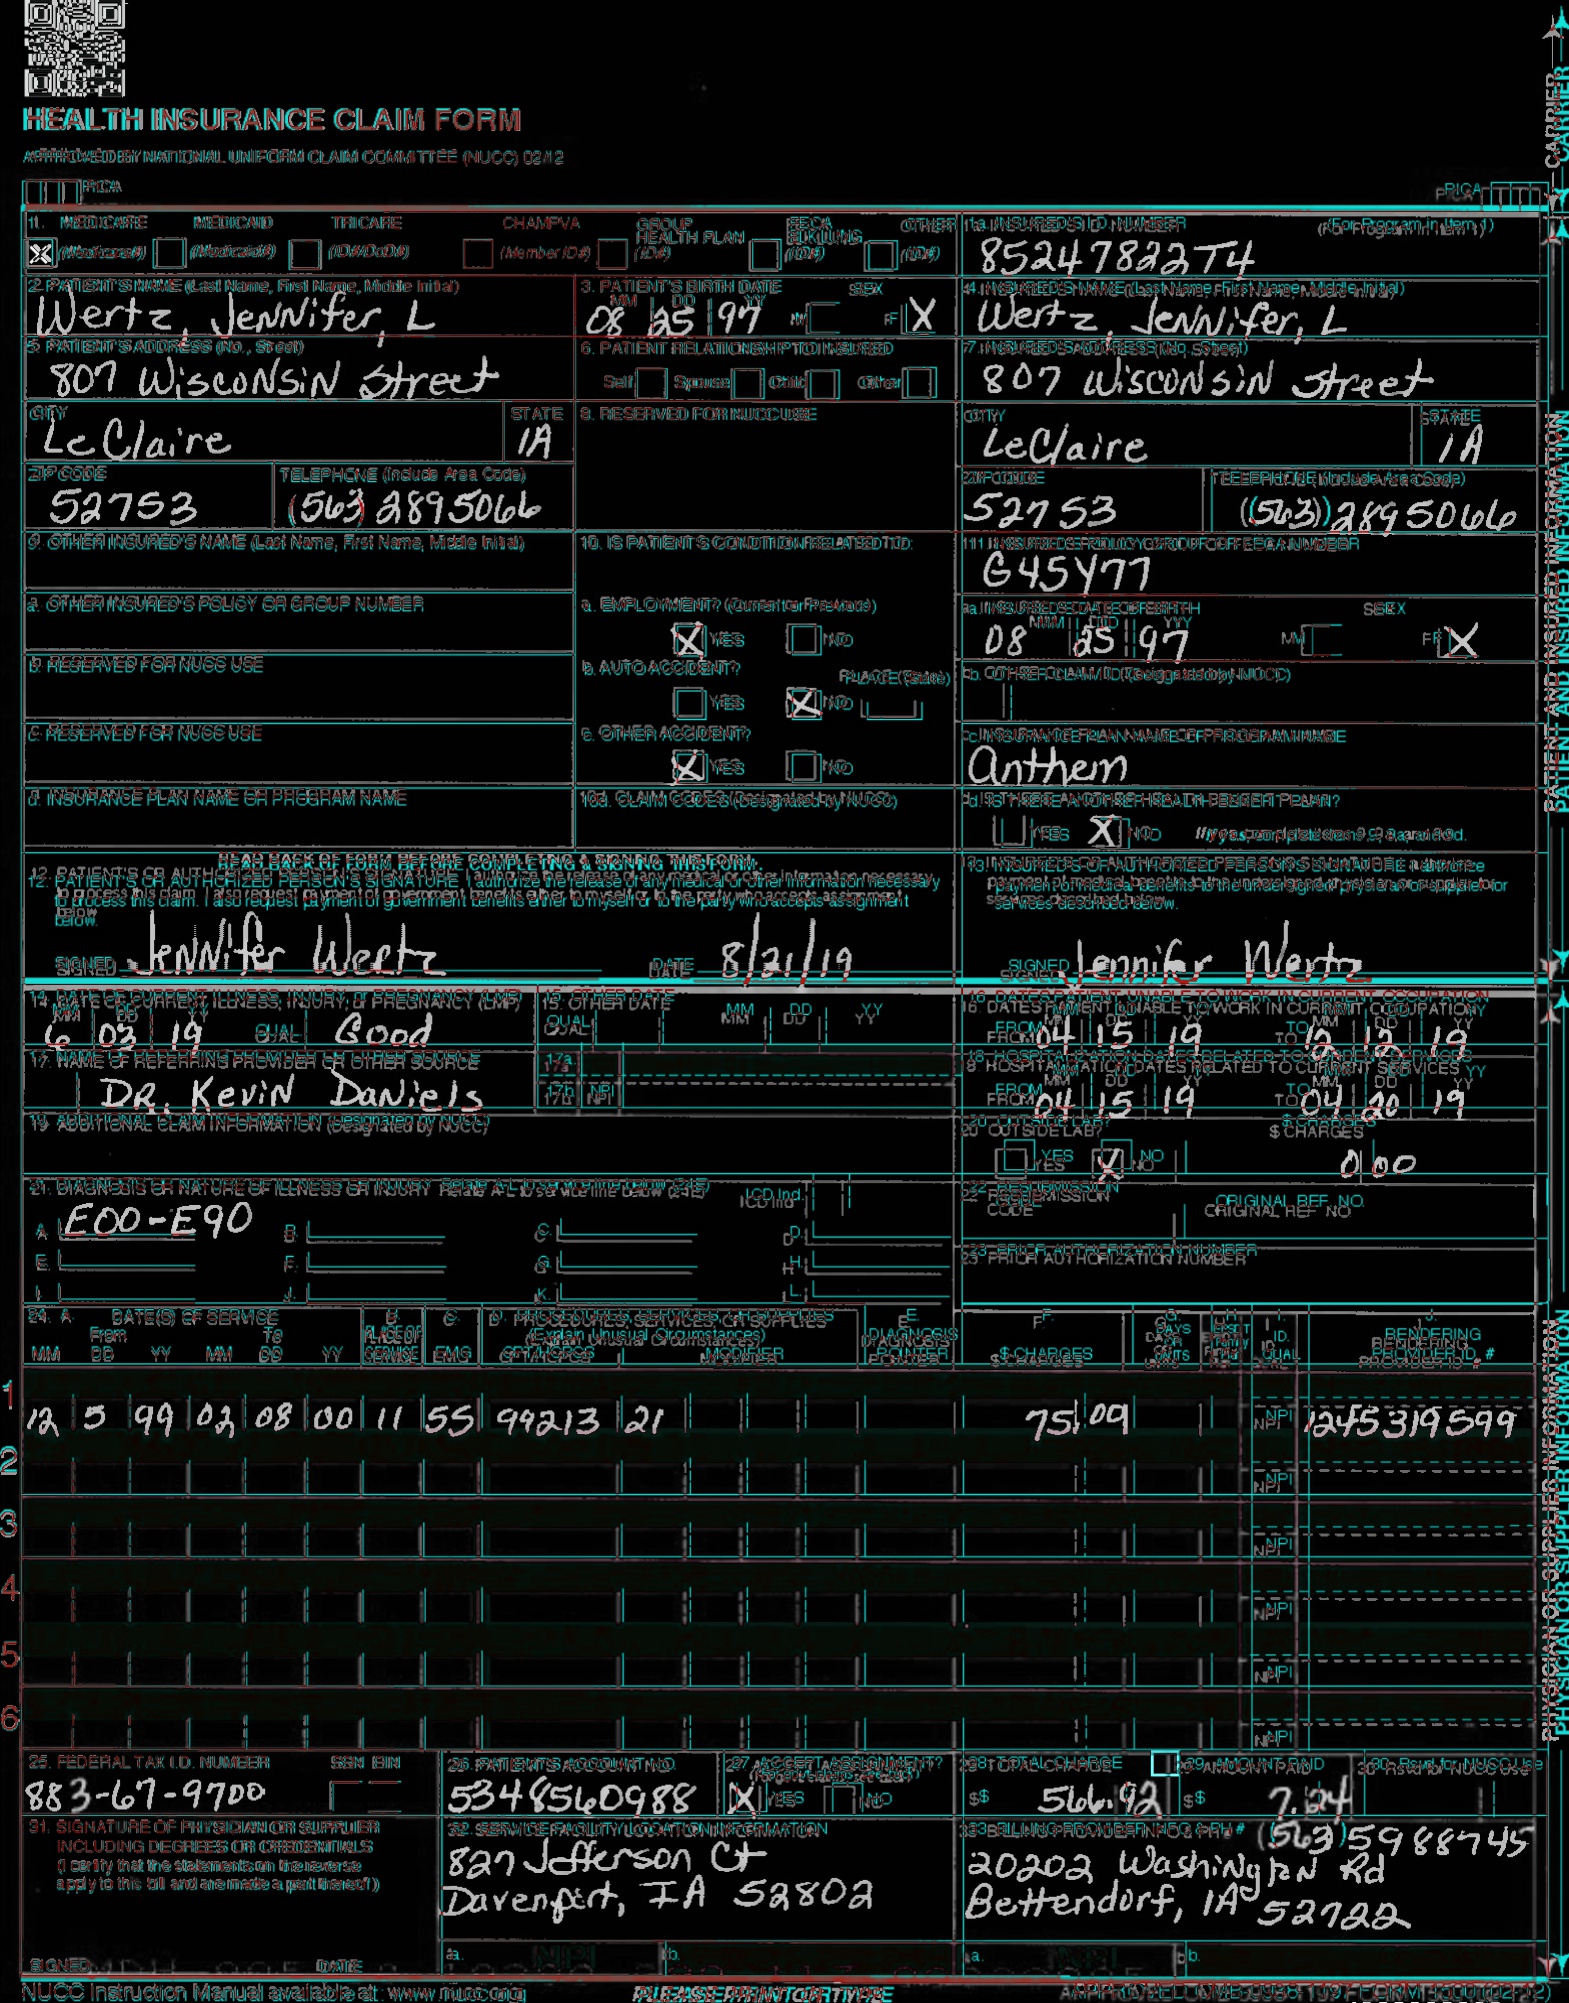 HEALTH INSURANCE CLAIM FORM
APPROVED BY NATIONAL UNIFORM CLAIM COMMITTEE (NUCC) 02/12
PICA
PICA
CARRIER
1. MEDICARE MEDICAID TRICARE CHAMPVA GROUP HEALTH PLAN FECA BLK LUNG OTHER
X (Medicare#) (Medicaid#) (ID#/DoD#) (Member ID#) (ID#) (ID#) (ID#)
1a. INSURED'S I.D. NUMBER (For Program in Item 1)
85247822T4
2. PATIENT'S NAME (Last Name, First Name, Middle Initial)
Wertz, Jennifer, L
3. PATIENT'S BIRTH DATE SEX
MM DD YY
08 25 97 M F X
4. INSURED'S NAME (Last Name, First Name, Middle Initial)
Wertz, Jennifer, L
5. PATIENT'S ADDRESS (No., Street)
807 Wisconsin Street
6. PATIENT RELATIONSHIP TO INSURED
Self Spouse Child Other
7. INSURED'S ADDRESS (No., Street)
807 Wisconsin Street
CITY
LeClaire
STATE
IA
8. RESERVED FOR NUCC USE
CITY
LeClaire
STATE
IA
ZIP CODE
52753
TELEPHONE (Include Area Code)
(563) 2895066
ZIP CODE
52753
TELEPHONE (Include Area Code)
(563) 2895066
9. OTHER INSURED'S NAME (Last Name, First Name, Middle Initial)
10. IS PATIENT'S CONDITION RELATED TO:
11. INSURED'S POLICY GROUP OR FECA NUMBER
G45Y77
a. OTHER INSURED'S POLICY OR GROUP NUMBER
a. EMPLOYMENT? (Current or Previous)
X YES NO
a. INSURED'S DATE OF BIRTH SEX
MM DD YY
08 25 97 M F X
b. RESERVED FOR NUCC USE
b. AUTO ACCIDENT? PLACE (State)
YES X NO
b. OTHER CLAIM ID (Designated by NUCC)
c. RESERVED FOR NUCC USE
c. OTHER ACCIDENT?
X YES NO
c. INSURANCE PLAN NAME OR PROGRAM NAME
Anthem
d. INSURANCE PLAN NAME OR PROGRAM NAME
10d. CLAIM CODES (Designated by NUCC)
d. IS THERE ANOTHER HEALTH BENEFIT PLAN?
YES X NO If yes, complete items 9, 9a, and 9d.
READ BACK OF FORM BEFORE COMPLETING & SIGNING THIS FORM.
12. PATIENT'S OR AUTHORIZED PERSON'S SIGNATURE I authorize the release of any medical or other information necessary
to process this claim. I also request payment of government benefits either to myself or to the party who accepts assignment
below.
SIGNED Jennifer Wertz DATE 8/21/19
13. INSURED'S OR AUTHORIZED PERSON'S SIGNATURE I authorize
payment of medical benefits to the undersigned physician or supplier for
services described below.
SIGNED Jennifer Wertz
PATIENT AND INSURED INFORMATION
14. DATE OF CURRENT ILLNESS, INJURY, or PREGNANCY (LMP)
MM DD YY
6 03 19 QUAL. Good
15. OTHER DATE
QUAL. MM DD YY
16. DATES PATIENT UNABLE TO WORK IN CURRENT OCCUPATION
MM DD YY MM DD YY
FROM 04 15 19 TO 12 12 19
17. NAME OF REFERRING PROVIDER OR OTHER SOURCE
DR. Kevin Daniels
17a.
17b. NPI
18. HOSPITALIZATION DATES RELATED TO CURRENT SERVICES
MM DD YY MM DD YY
FROM 04 15 19 TO 04 20 19
19. ADDITIONAL CLAIM INFORMATION (Designated by NUCC)
20. OUTSIDE LAB? $ CHARGES
YES X NO 0 00
21. DIAGNOSIS OR NATURE OF ILLNESS OR INJURY Relate A-L to service line below (24E) ICD Ind.
A. E00-E90 B. C. D.
E. F. G. H.
I. J. K. L.
22. RESUBMISSION CODE ORIGINAL REF. NO.
23. PRIOR AUTHORIZATION NUMBER
24. A. DATE(S) OF SERVICE B. C. D. PROCEDURES, SERVICES, OR SUPPLIES E. F. G. I. J.
From To PLACE OF (Explain Unusual Circumstances) DIAGNOSIS DAYS OR ID. RENDERING
MM DD YY MM DD YY SERVICE EMG CPT/HCPCS MODIFIER POINTER $ CHARGES UNITS QUAL. PROVIDER ID. #
1 12 5 99 02 08 00 11 55 99213 21 75.09 NPI 1245319599
2 NPI
3 NPI
4 NPI
5 NPI
6 NPI
25. FEDERAL TAX I.D. NUMBER SSN EIN
883-67-9700
26. PATIENT'S ACCOUNT NO.
5348560988
27. ACCEPT ASSIGNMENT?
X YES NO
28. TOTAL CHARGE
$ 566.92
29. AMOUNT PAID
$
30. Rsvd for NUCC Use
31. SIGNATURE OF PHYSICIAN OR SUPPLIER
INCLUDING DEGREES OR CREDENTIALS
(I certify that the statements on the reverse
apply to this bill and are made a part thereof.)
SIGNED DATE
32. SERVICE FACILITY LOCATION INFORMATION
827 Jefferson Ct
Davenport, IA 52802
a. NPI b.
33. BILLING PROVIDER INFO & PH # (563) 5988745
20202 Washington Rd
Bettendorf, IA 52722
a. NPI b.
PHYSICIAN OR SUPPLIER INFORMATION
NUCC Instruction Manual available at: www.nucc.org
PLEASE PRINT OR TYPE